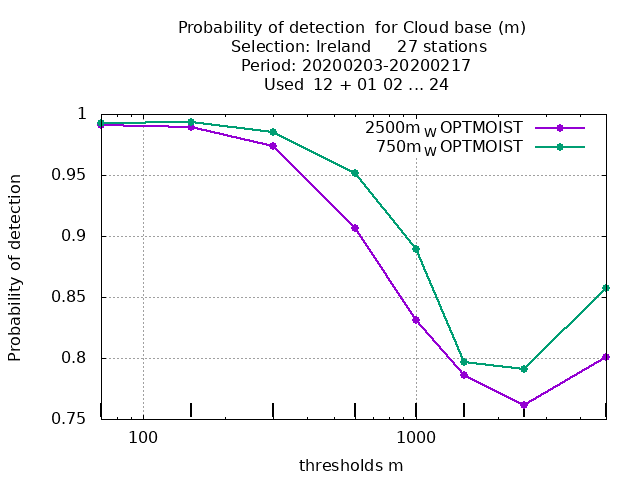 Probability of detection  for Cloud base (m)
Selection: Ireland     27 stations
Period: 20200203-20200217
Used  12 + 01 02 ... 24
2500m W OPTMOIST
750m W OPTMOIST
1
0.95
0.9
0.85
0.8
0.75
Probability of detection
100
1000
thresholds m